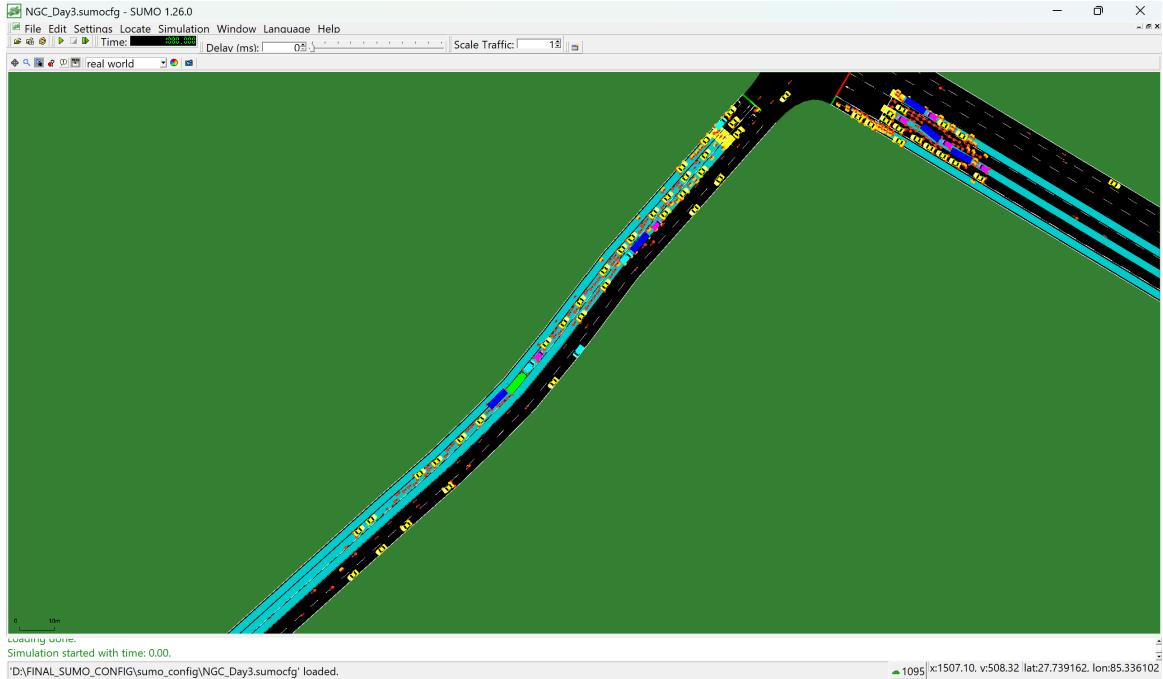 NGC_Day3.sumocfg - SUMO 1.26.0
File Edit Settings Locate Simulation Window Language Help
Time: Delay (ms): 0 Scale Traffic: 1
real world
0 10m
Loading done.
Simulation started with time: 0.00.
'D:\FINAL_SUMO_CONFIG\sumo_config\NGC_Day3.sumocfg' loaded. 1095 x:1507.10, y:508.32 lat:27.739162, lon:85.336102